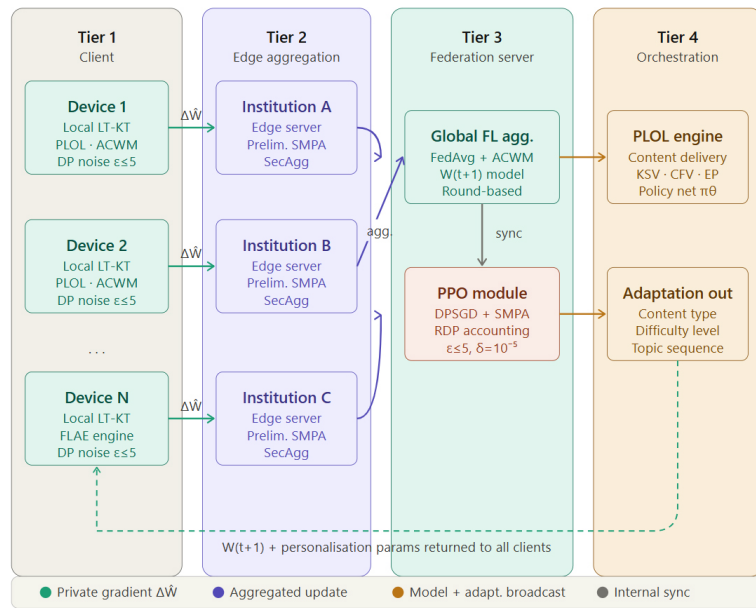 Tier 1
Client
Tier 2
Edge aggregation
Tier 3
Federation server
Tier 4
Orchestration
Device 1
Local LT-KT
PLOL · ACWM
DP noise ε≤5
ΔŴ
Institution A
Edge server
Prelim. SMPA
SecAgg
Global FL agg.
FedAvg + ACWM
W(t+1) model
Round-based
PLOL engine
Content delivery
KSV · CFV · EP
Policy net πθ
Device 2
Local LT-KT
PLOL · ACWM
DP noise ε≤5
ΔŴ
Institution B
Edge server
Prelim. SMPA
SecAgg
agg.
sync
PPO module
DPSGD + SMPA
RDP accounting
ε≤5, δ=10⁻⁵
Adaptation out
Content type
Difficulty level
Topic sequence
...
Device N
Local LT-KT
FLAE engine
DP noise ε≤5
ΔŴ
Institution C
Edge server
Prelim. SMPA
SecAgg
W(t+1) + personalisation params returned to all clients
Private gradient ΔŴ
Aggregated update
Model + adapt. broadcast
Internal sync